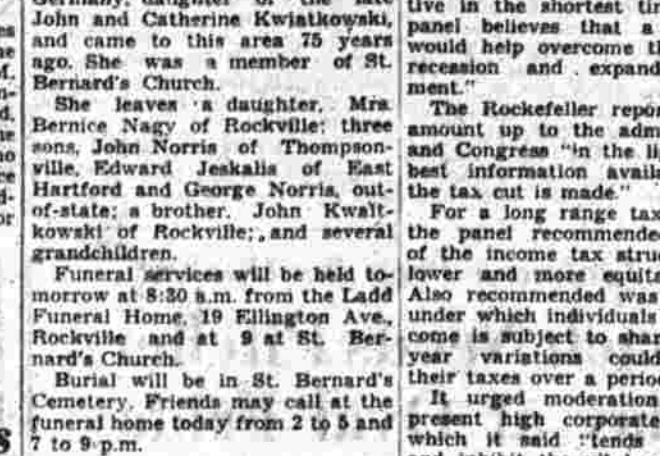 Germany, daughter of the late
John and Catherine Kwiatkowski,
and came to this area 75 years
ago. She was a member of St.
Bernard's Church.
She leaves a daughter, Mrs.
Bernice Nagy of Rockville; three
sons, John Norris of Thompson-
ville, Edward Jeskalis of East
Hartford and George Norris, out-
of-state; a brother, John Kwait-
kowski of Rockville; and several
grandchildren.
Funeral services will be held to-
morrow at 8:30 a.m. from the Ladd
Funeral Home, 19 Ellington Ave.,
Rockville and at 9 at St. Ber-
nard's Church.
Burial will be in St. Bernard's
Cemetery. Friends may call at the
funeral home today from 2 to 5 and
7 to 9 p.m.
tive in the shortest
panel believes that a
would help overcome
recession and expand
ment."
The Rockefeller
amount up to the
and Congress "in the
best information
the tax cut is made."
For a long range tax
the panel
of the income tax
lower and more
Also recommended was
under which individuals
come is subject to
year variations could
their taxes over a
It urged moderation
present high corporate
which it said "tends